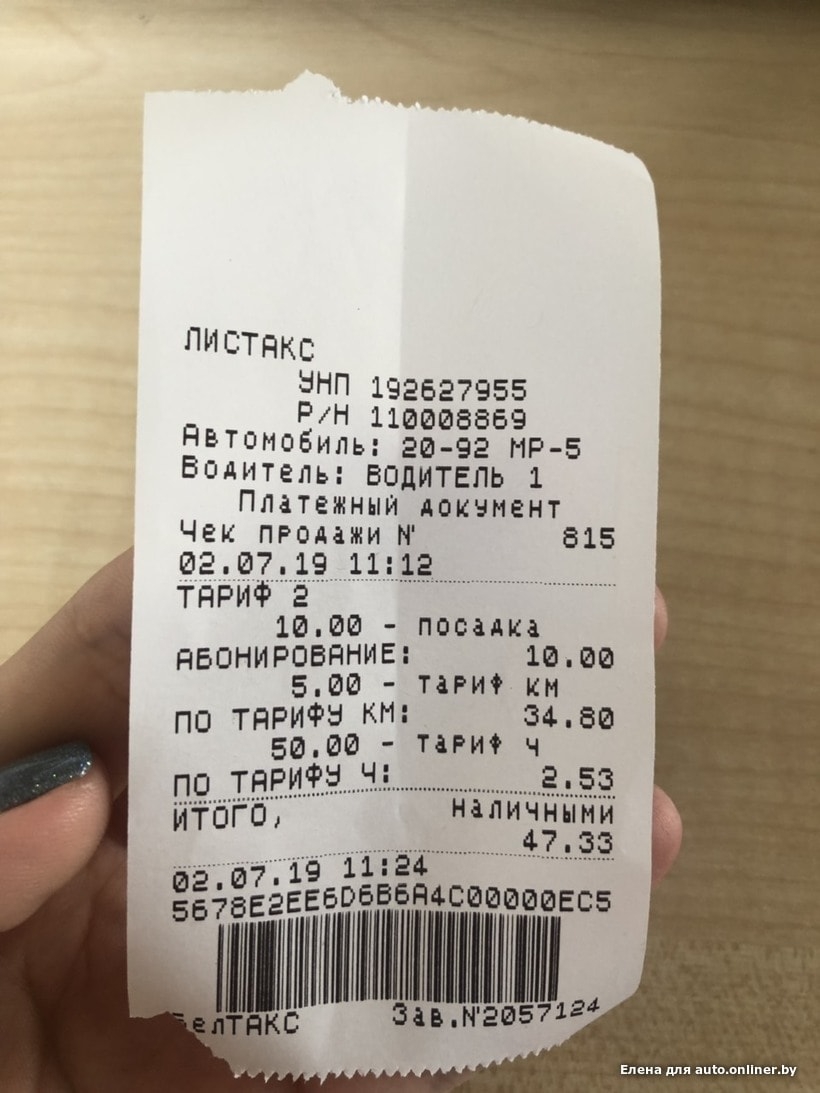 ЛИСТАКС
УНП 192627955
Р/Н 110008869
Автомобиль: 20-92 МР-5
Водитель: ВОДИТЕЛЬ 1
Платежный документ
Чек продажи N' 815
02.07.19 11:12
ТАРИФ 2
10.00 - посадка
АБОНИРОВАНИЕ: 10.00
5.00 - тариф км
ПО ТАРИФУ КМ: 34.80
50.00 - тариф ч
ПО ТАРИФУ Ч: 2.53
ИТОГО, наличными
47.33
02.07.19 11:24
5678E2EE6D6B6A4C00000EC5
БелТАКС Зав.N'2057124
Елена для auto.onliner.by